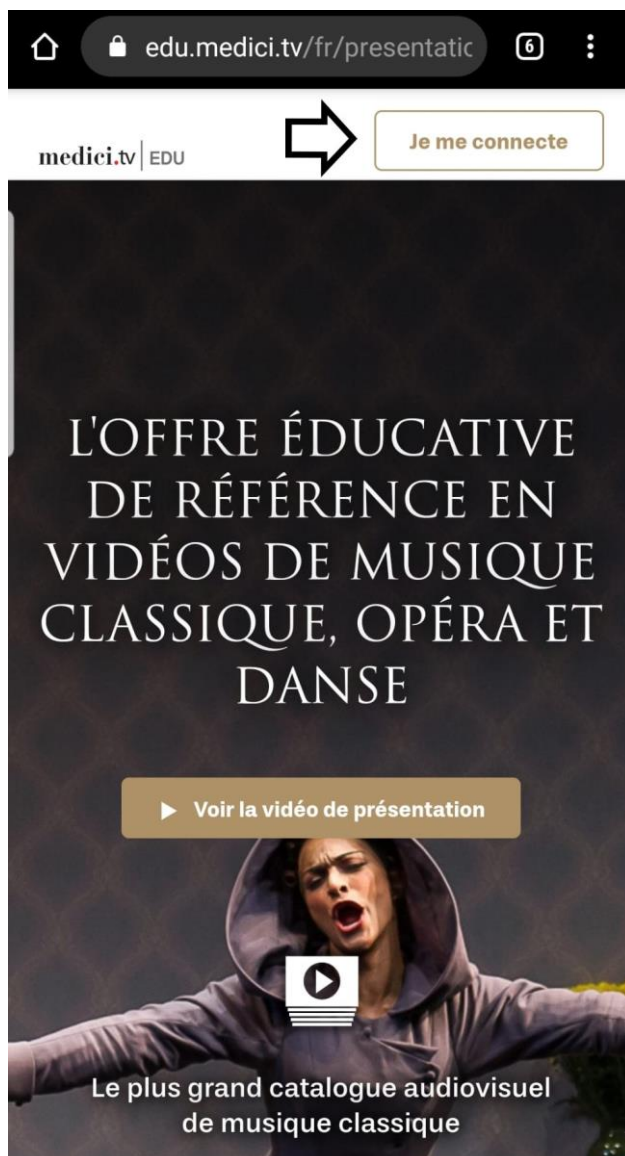 edu.medici.tv/fr/presentatic
6
medici.tv EDU
Je me connecte
L'OFFRE ÉDUCATIVE
DE RÉFÉRENCE EN
VIDÉOS DE MUSIQUE
CLASSIQUE, OPÉRA ET
DANSE
Voir la vidéo de présentation
Le plus grand catalogue audiovisuel
de musique classique